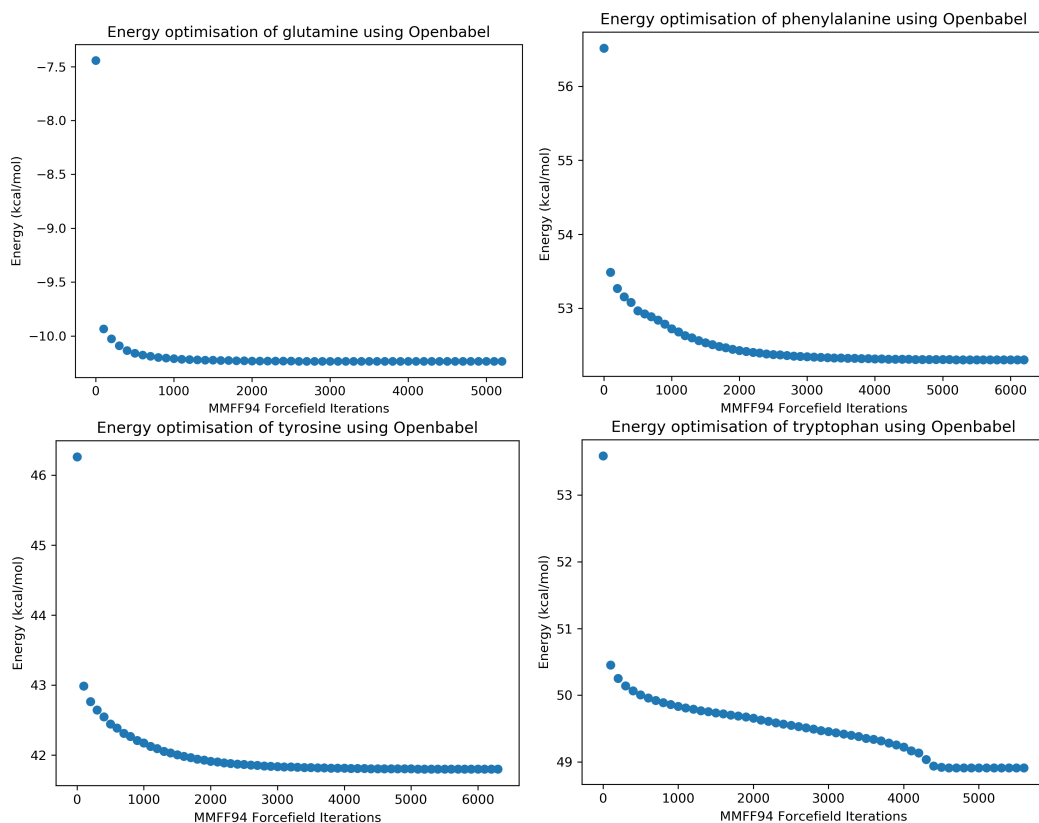 Energy optimisation of glutamine using Openbabel
−7.5
−8.0
−8.5
−9.0
−9.5
−10.0
Energy (kcal/mol)
0 1000 2000 3000 4000 5000
MMFF94 Forcefield Iterations
Energy optimisation of phenylalanine using Openbabel
56
55
54
53
Energy (kcal/mol)
0 1000 2000 3000 4000 5000 6000
MMFF94 Forcefield Iterations
Energy optimisation of tyrosine using Openbabel
46
45
44
43
42
Energy (kcal/mol)
0 1000 2000 3000 4000 5000 6000
MMFF94 Forcefield Iterations
Energy optimisation of tryptophan using Openbabel
53
52
51
50
49
Energy (kcal/mol)
0 1000 2000 3000 4000 5000
MMFF94 Forcefield Iterations